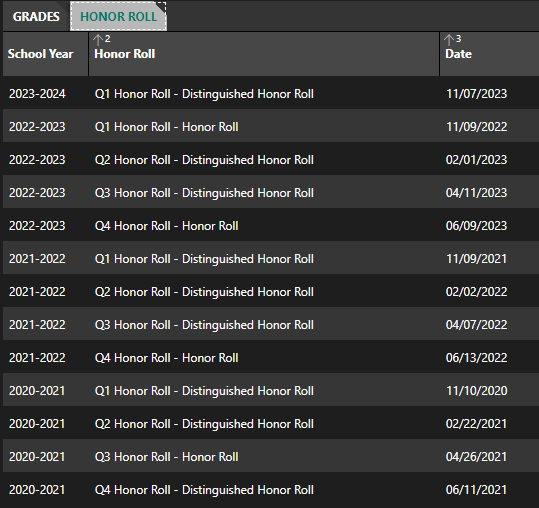 GRADES HONOR ROLL
2 3
School Year Honor Roll Date
2023-2024 Q1 Honor Roll - Distinguished Honor Roll 11/07/2023
2022-2023 Q1 Honor Roll - Honor Roll 11/09/2022
2022-2023 Q2 Honor Roll - Distinguished Honor Roll 02/01/2023
2022-2023 Q3 Honor Roll - Distinguished Honor Roll 04/11/2023
2022-2023 Q4 Honor Roll - Honor Roll 06/09/2023
2021-2022 Q1 Honor Roll - Distinguished Honor Roll 11/09/2021
2021-2022 Q2 Honor Roll - Distinguished Honor Roll 02/02/2022
2021-2022 Q3 Honor Roll - Distinguished Honor Roll 04/07/2022
2021-2022 Q4 Honor Roll - Honor Roll 06/13/2022
2020-2021 Q1 Honor Roll - Distinguished Honor Roll 11/10/2020
2020-2021 Q2 Honor Roll - Distinguished Honor Roll 02/22/2021
2020-2021 Q3 Honor Roll - Honor Roll 04/26/2021
2020-2021 Q4 Honor Roll - Distinguished Honor Roll 06/11/2021